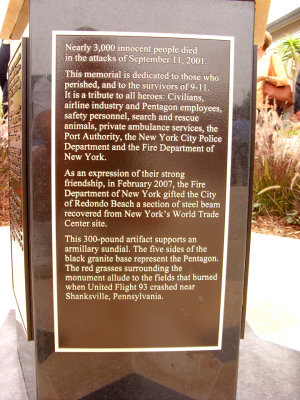 Nearly 3,000 innocent people died
in the attacks of September 11, 2001.
This memorial is dedicated to those who
perished, and to the survivors of 9-11.
It is a tribute to all heroes: Civilians,
airline industry and Pentagon employees,
safety personnel, search and rescue
animals, private ambulance services, the
Port Authority, the New York City Police
Department and the Fire Department of
New York.
As an expression of their strong
friendship, in February 2007, the Fire
Department of New York gifted the City
of Redondo Beach a section of steel beam
recovered from New York's World Trade
Center site.
This 300-pound artifact supports an
armillary sundial. The five sides of the
black granite base represent the Pentagon.
The red grasses surrounding the
monument allude to the fields that burned
when United Flight 93 crashed near
Shanksville, Pennsylvania.